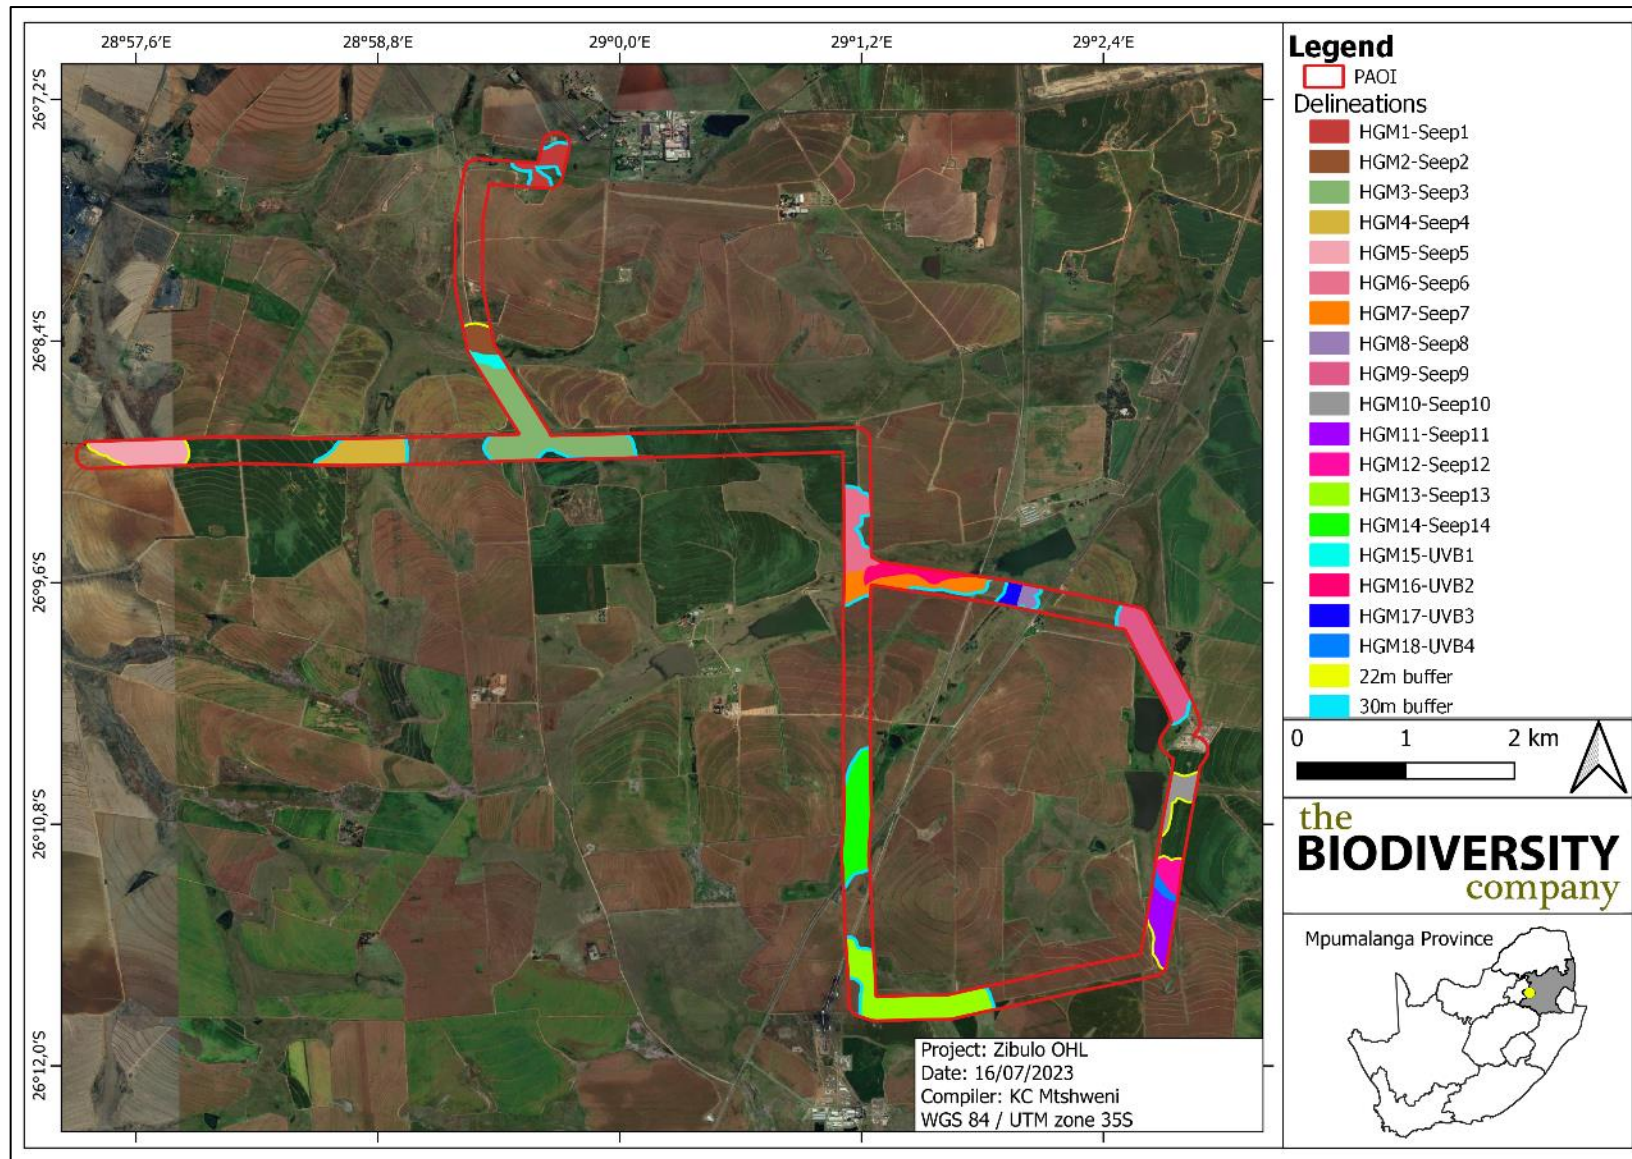 28°57,6'E 28°58,8'E 29°0,0'E 29°1,2'E 29°2,4'E
26°7,2'S
26°8,4'S
26°9,6'S
26°10,8'S
26°12,0'S
Project: Zibulo OHL
Date: 16/07/2023
Compiler: KC Mtshweni
WGS 84 / UTM zone 35S
Legend
PAOI
Delineations
HGM1-Seep1
HGM2-Seep2
HGM3-Seep3
HGM4-Seep4
HGM5-Seep5
HGM6-Seep6
HGM7-Seep7
HGM8-Seep8
HGM9-Seep9
HGM10-Seep10
HGM11-Seep11
HGM12-Seep12
HGM13-Seep13
HGM14-Seep14
HGM15-UVB1
HGM16-UVB2
HGM17-UVB3
HGM18-UVB4
22m buffer
30m buffer
0 1 2 km
the
BIODIVERSITY
company
Mpumalanga Province